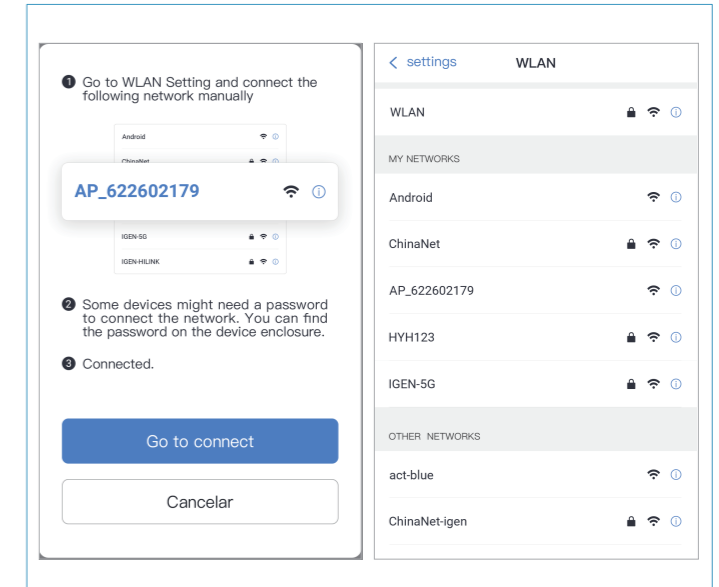 1 Go to WLAN Setting and connect the
following network manually
Android
ChinaNet
AP_622602179
IGEN-5G
IGEN-HILINK
2 Some devices might need a password
to connect the network. You can find
the password on the device enclosure.
3 Connected.
Go to connect
Cancelar
settings WLAN
WLAN
MY NETWORKS
Android
ChinaNet
AP_622602179
HYH123
IGEN-5G
OTHER NETWORKS
act-blue
ChinaNet-igen